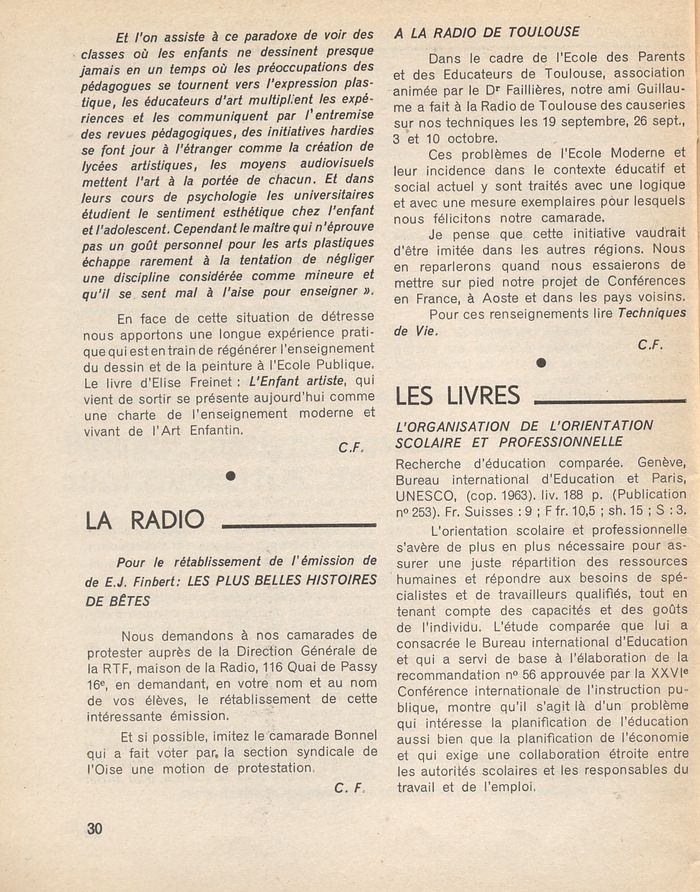 Et l'on assiste à ce paradoxe de voir des
classes où les enfants ne dessinent presque
jamais en un temps où les préoccupations des
pédagogues se tournent vers l'expression plas-
tique, les éducateurs d'art multiplient les expé-
riences et les communiquent par l'entremise
des revues pédagogiques, des initiatives hardies
se font jour à l'étranger comme la création de
lycées artistiques, les moyens audiovisuels
mettent l'art à la portée de chacun. Et dans
leurs cours de psychologie les universitaires
étudient le sentiment esthétique chez l'enfant
et l'adolescent. Cependant le maître qui n'éprouve
pas un goût personnel pour les arts plastiques
échappe rarement à la tentation de négliger
une discipline considérée comme mineure et
qu'il se sent mal à l'aise pour enseigner ».
En face de cette situation de détresse
nous apportons une longue expérience prati-
que qui est en train de régénérer l'enseignement
du dessin et de la peinture à l'Ecole Publique.
Le livre d'Elise Freinet : L'Enfant artiste, qui
vient de sortir se présente aujourd'hui comme
une charte de l'enseignement moderne et
vivant de l'Art Enfantin.
C.F.
LA RADIO
Pour le rétablissement de l'émission de
de E.J. Finbert: LES PLUS BELLES HISTOIRES
DE BÊTES
Nous demandons à nos camarades de
protester auprès de la Direction Générale de
la RTF, maison de la Radio, 116 Quai de Passy
16e, en demandant, en votre nom et au nom
de vos élèves, le rétablissement de cette
intéressante émission.
Et si possible, imitez le camarade Bonnel
qui a fait voter par la section syndicale de
l'Oise une motion de protestation.
C. F.
30
A LA RADIO DE TOULOUSE
Dans le cadre de l'Ecole des Parents
et des Educateurs de Toulouse, association
animée par le Dr Faillières, notre ami Guillau-
me a fait à la Radio de Toulouse des causeries
sur nos techniques les 19 septembre, 26 sept.,
3 et 10 octobre.
Ces problèmes de l'Ecole Moderne et
leur incidence dans le contexte éducatif et
social actuel y sont traités avec une logique
et avec une mesure exemplaires pour lesquels
nous félicitons notre camarade.
Je pense que cette initiative vaudrait
d'être imitée dans les autres régions. Nous
en reparlerons quand nous essaierons de
mettre sur pied notre projet de Conférences
en France, à Aoste et dans les pays voisins.
Pour ces renseignements lire Techniques
de Vie.
C.F.
LES LIVRES
L'ORGANISATION DE L'ORIENTATION
SCOLAIRE ET PROFESSIONNELLE
Recherche d'éducation comparée. Genève,
Bureau international d'Education et Paris,
UNESCO, (cop. 1963). liv. 188 p. (Publication
nº 253). Fr. Suisses : 9 ; F fr. 10,5 ; sh. 15 ; S : 3.
L'orientation scolaire et professionnelle
s'avère de plus en plus nécessaire pour as-
surer une juste répartition des ressources
humaines et répondre aux besoins de spé-
cialistes et de travailleurs qualifiés, tout en
tenant compte des capacités et des goûts
de l'individu. L'étude comparée que lui a
consacrée le Bureau international d'Education
et qui a servi de base à l'élaboration de la
recommandation nº 56 approuvée par la XXVIe
Conférence internationale de l'instruction pu-
blique, montre qu'il s'agit là d'un problème
qui intéresse la planification de l'éducation
aussi bien que la planification de l'économie
et qui exige une collaboration étroite entre
les autorités scolaires et les responsables du
travail et de l'emploi.